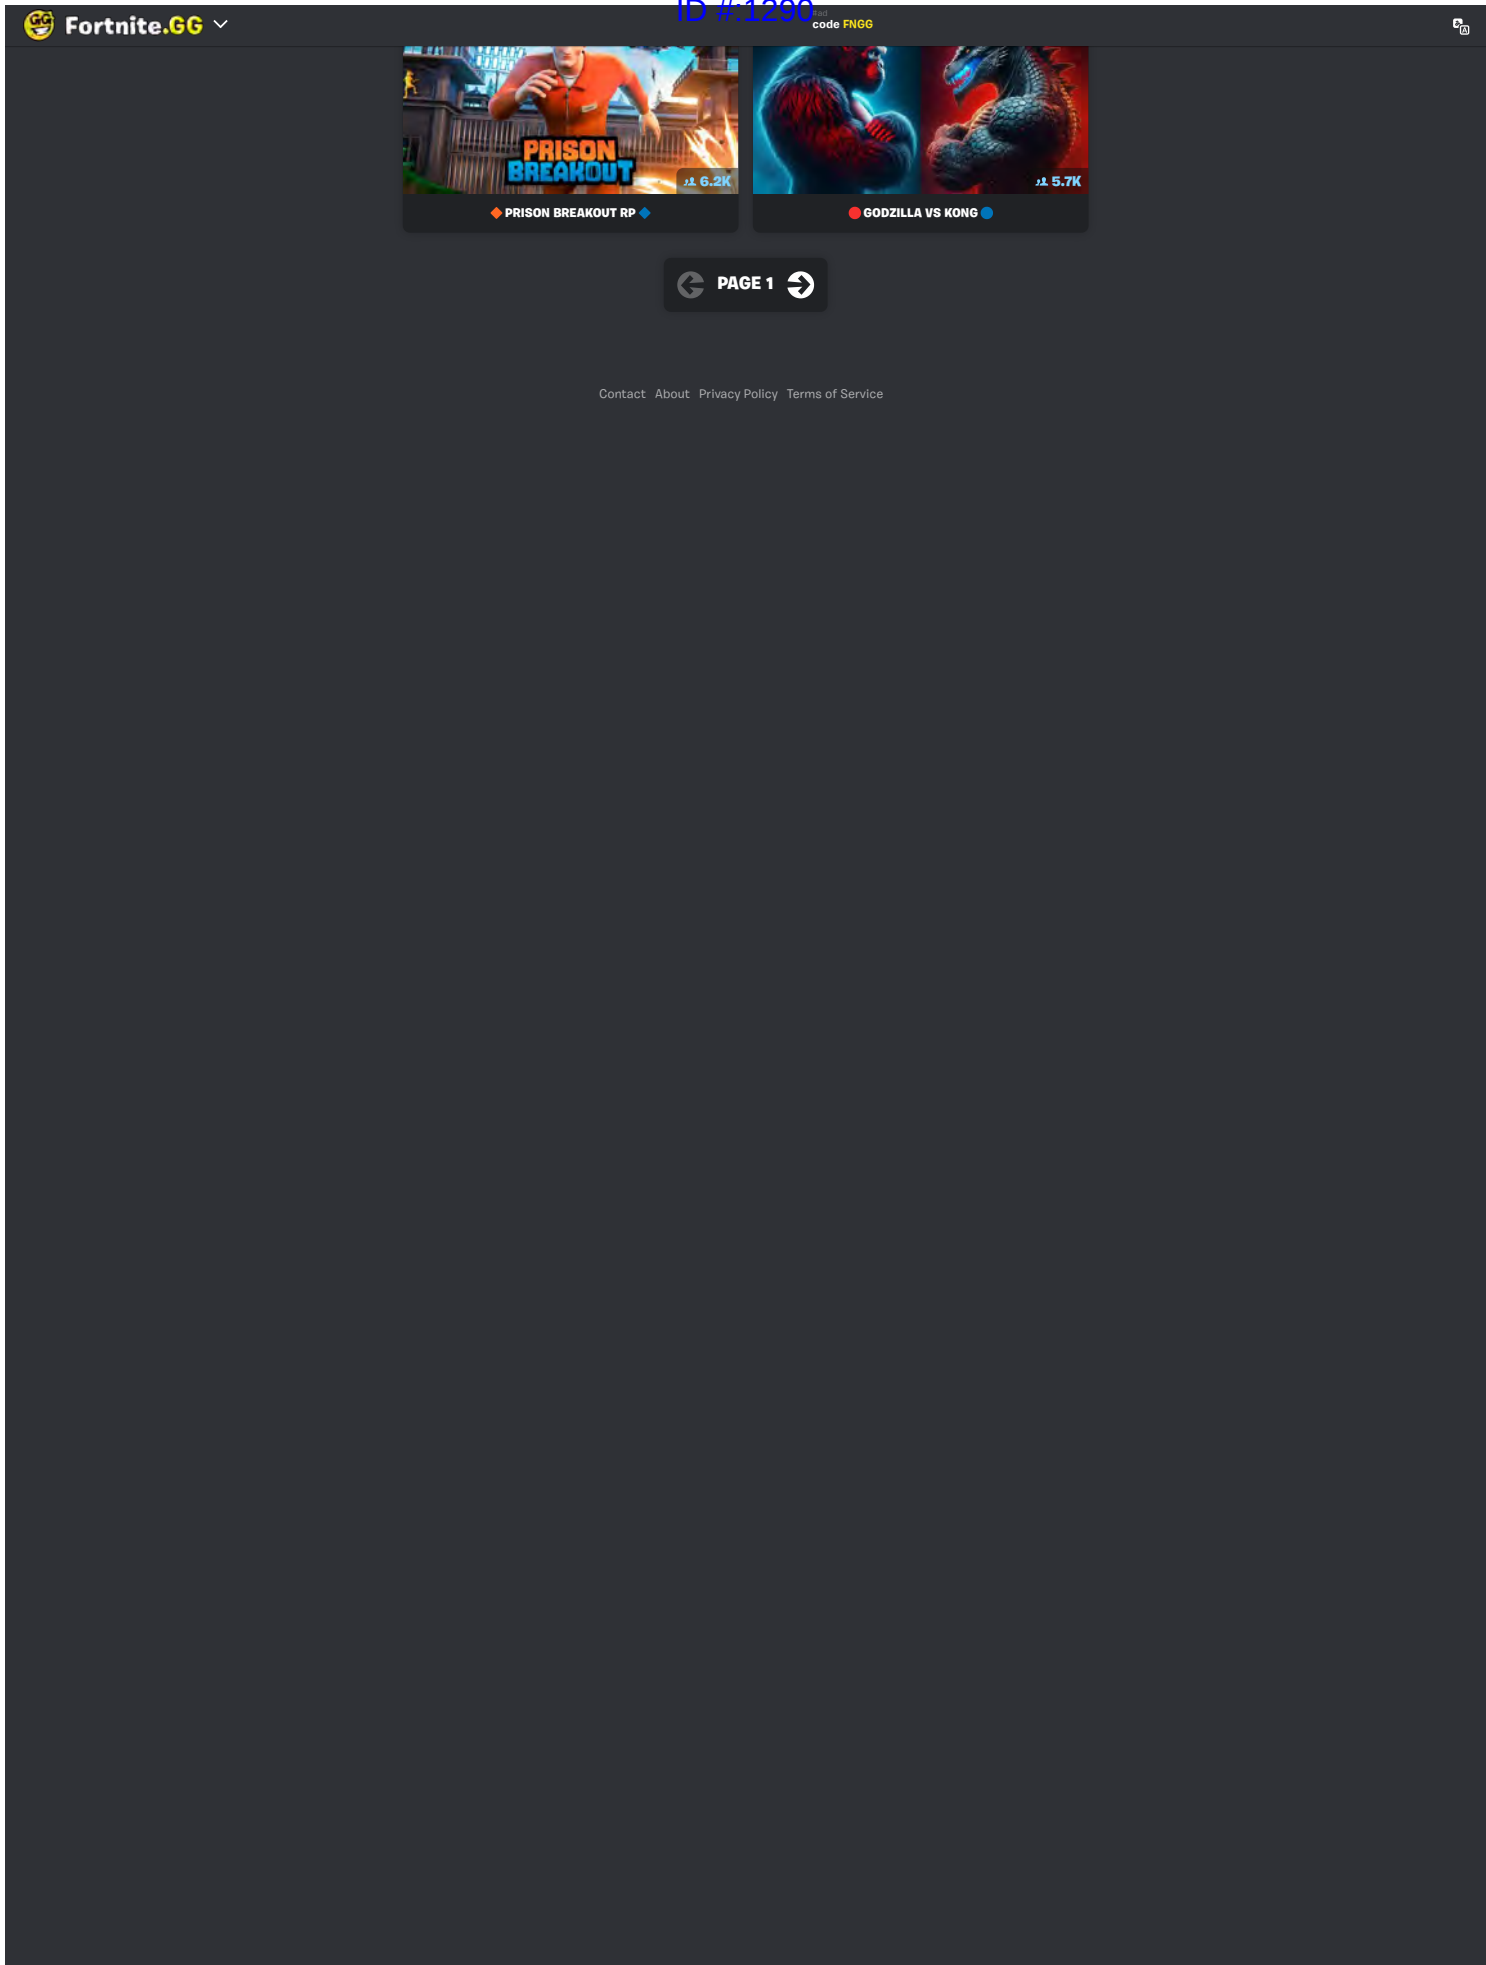 ID #:1290
Fortnite.GG
#ad
code FNGG
PRISON
BREAKOUT
6.2K
5.7K
🔶PRISON BREAKOUT RP🔷
🔴GODZILLA VS KONG🔵
PAGE 1
Contact About Privacy Policy Terms of Service